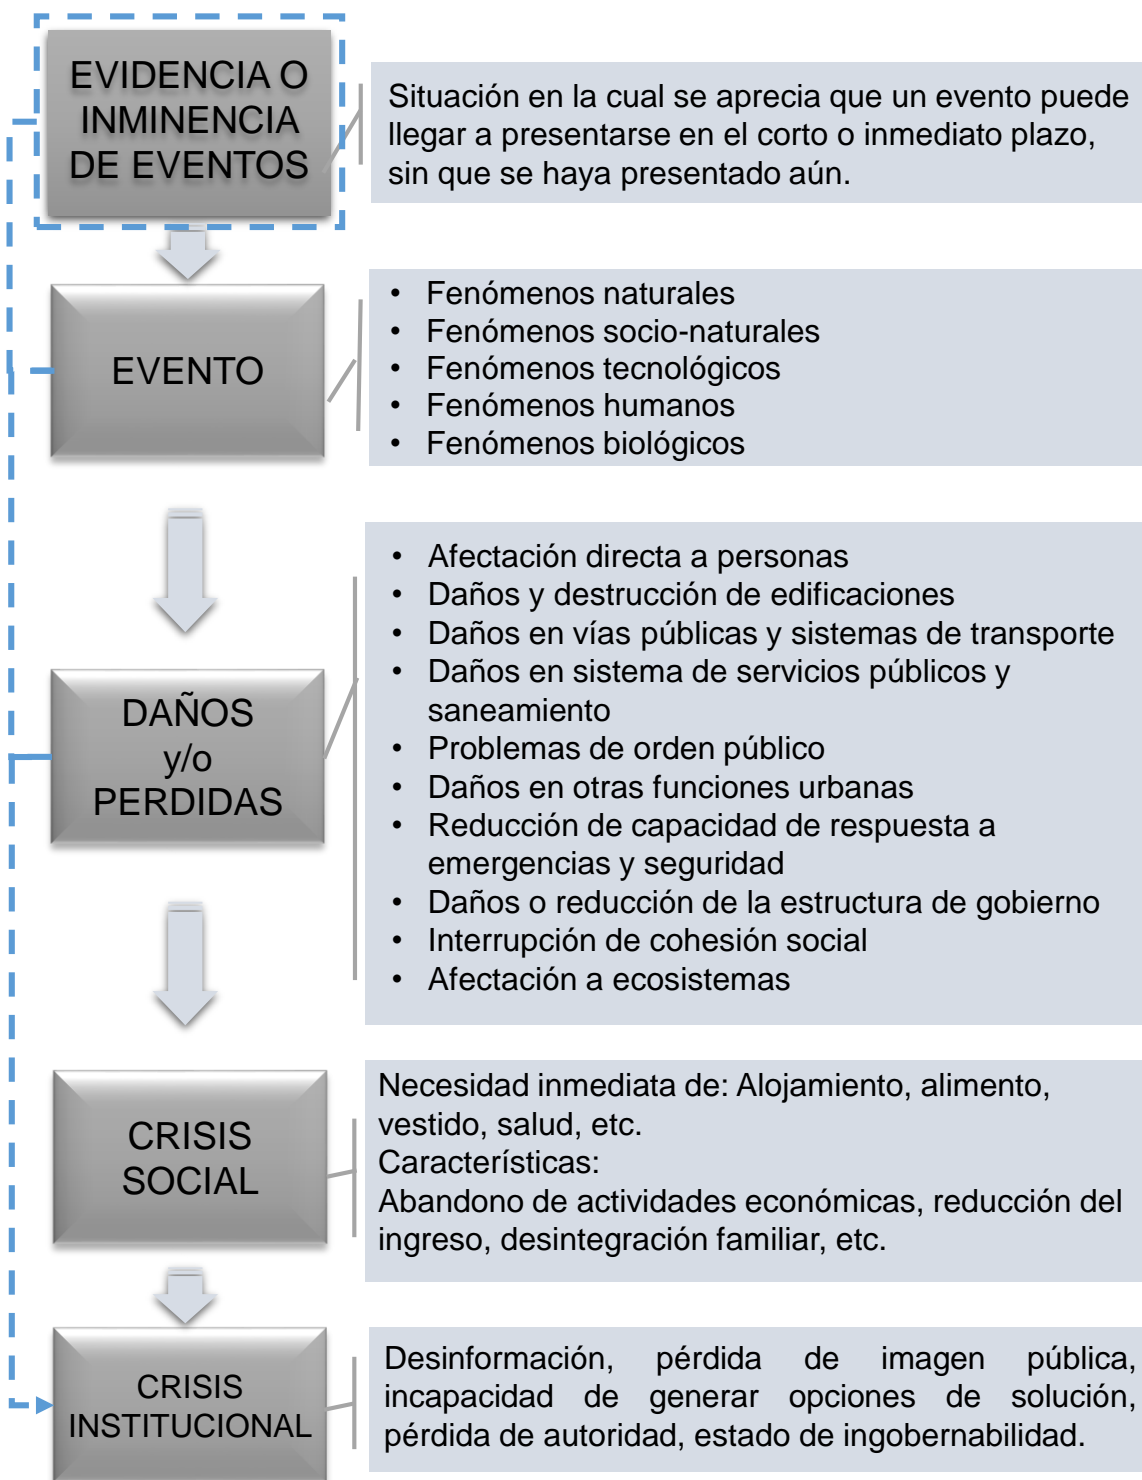 EVIDENCIA O
INMINENCIA
DE EVENTOS
Situación en la cual se aprecia que un evento puede
llegar a presentarse en el corto o inmediato plazo,
sin que se haya presentado aún.
EVENTO
• Fenómenos naturales
• Fenómenos socio-naturales
• Fenómenos tecnológicos
• Fenómenos humanos
• Fenómenos biológicos
DAÑOS
y/o
PERDIDAS
• Afectación directa a personas
• Daños y destrucción de edificaciones
• Daños en vías públicas y sistemas de transporte
• Daños en sistema de servicios públicos y
saneamiento
• Problemas de orden público
• Daños en otras funciones urbanas
• Reducción de capacidad de respuesta a
emergencias y seguridad
• Daños o reducción de la estructura de gobierno
• Interrupción de cohesión social
• Afectación a ecosistemas
CRISIS
SOCIAL
Necesidad inmediata de: Alojamiento, alimento,
vestido, salud, etc.
Características:
Abandono de actividades económicas, reducción del
ingreso, desintegración familiar, etc.
CRISIS
INSTITUCIONAL
Desinformación, pérdida de imagen pública,
incapacidad de generar opciones de solución,
pérdida de autoridad, estado de ingobernabilidad.